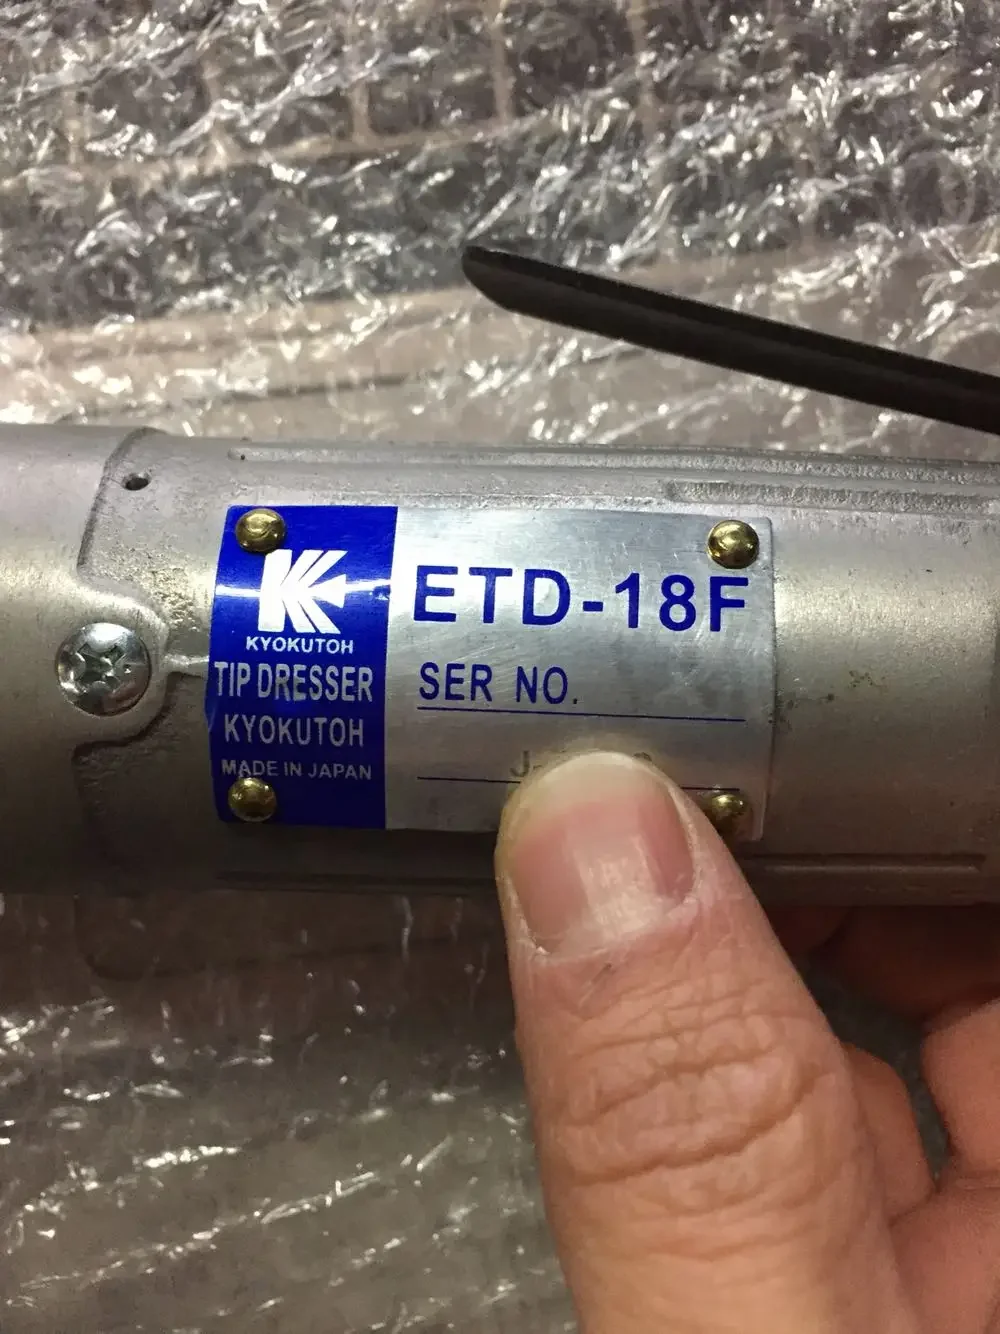 KYOKUTOH
TIP DRESSER
KYOKUTOH
MADE IN JAPAN
ETD-18F
SER NO.